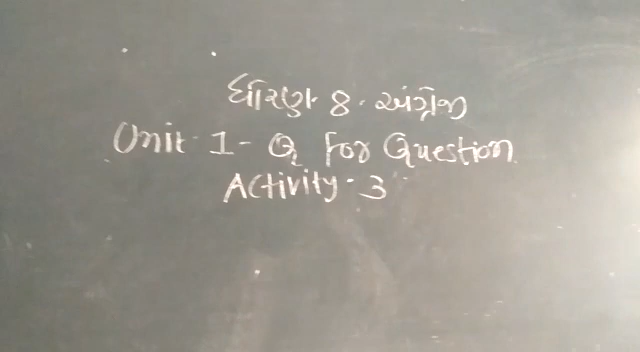 ધોરણ 8. અંગ્રેજી
Unit-1- Q for Question
Activity-3